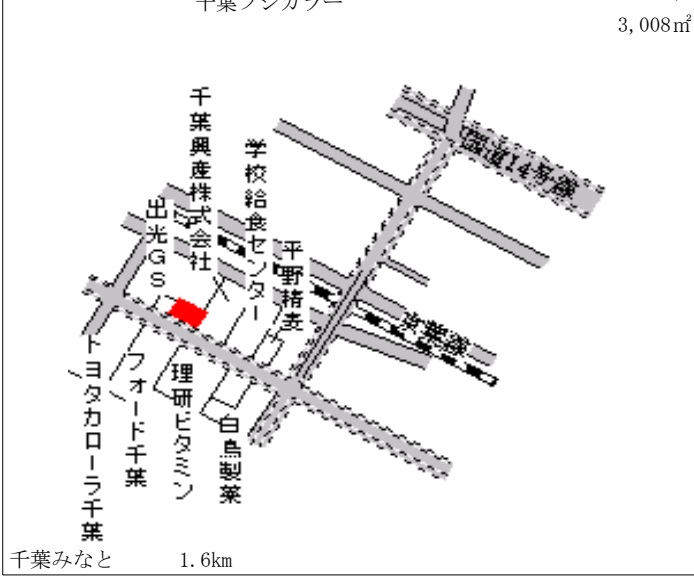 千葉フジカラー
3,008㎡
千葉興産株式会社
学校給食センター
平野精麦
出光GS
国道14号線
京葉線
トヨタカローラ千葉
フォード千葉
理研ビタミン
白鳥製薬
千葉みなと 1.6km